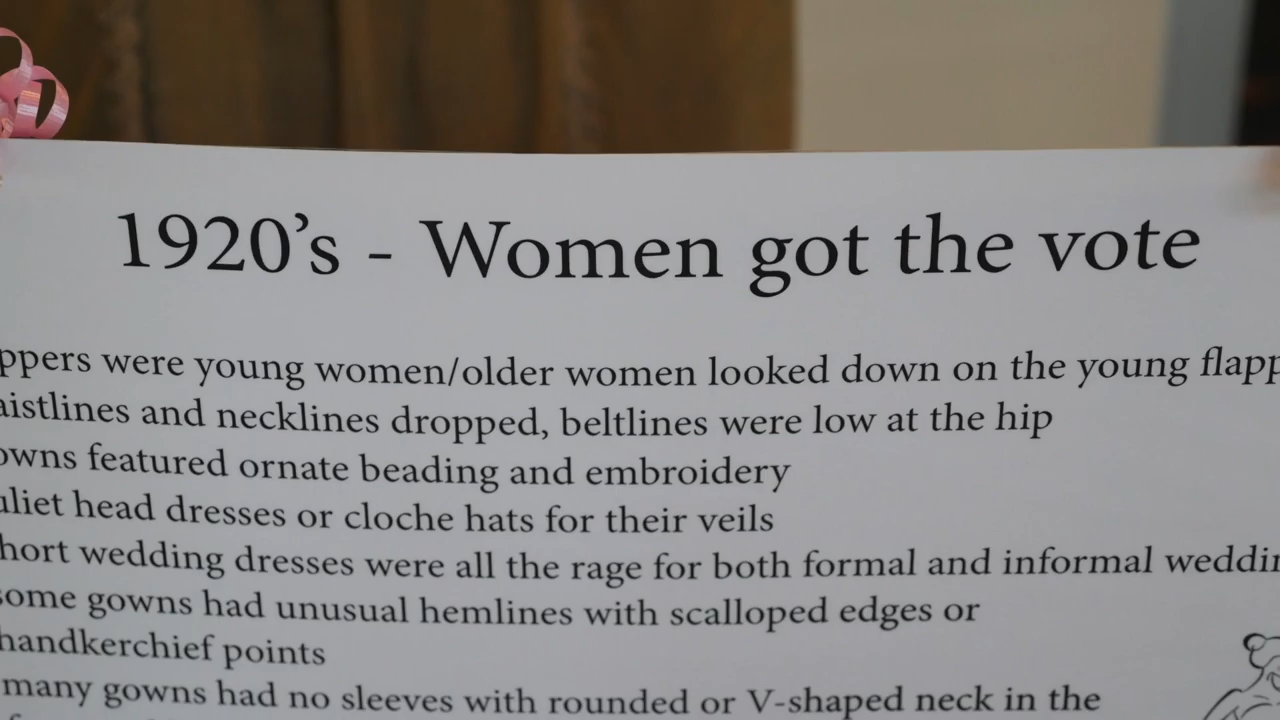 1920's - Women got the vote
ppers were young women/older women looked down on the young flapp
aistlines and necklines dropped, beltlines were low at the hip
owns featured ornate beading and embroidery
uliet head dresses or cloche hats for their veils
hort wedding dresses were all the rage for both formal and informal weddin
some gowns had unusual hemlines with scalloped edges or
handkerchief points
many gowns had no sleeves with rounded or V-shaped neck in the